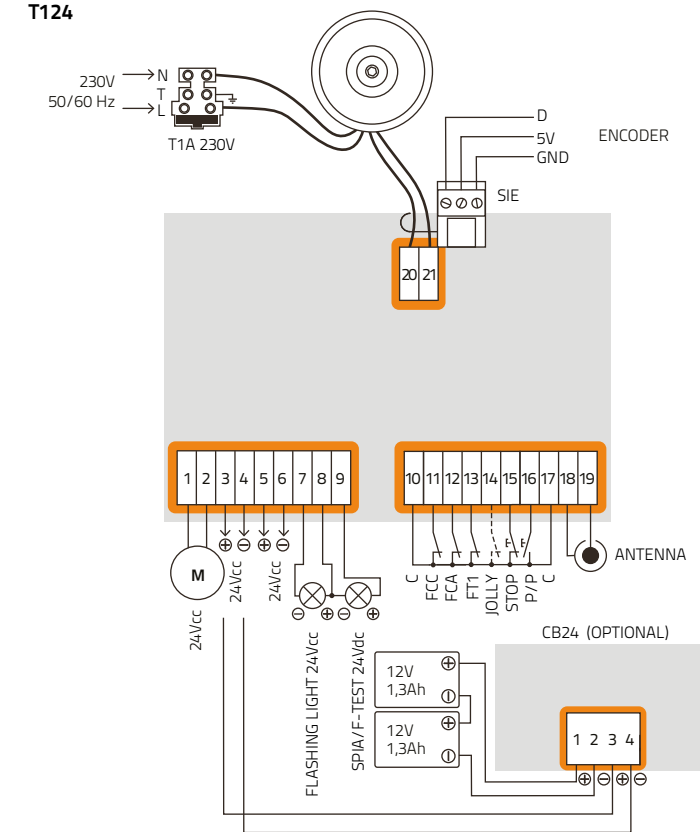 T124
230V
50/60 Hz
N
T
L
T1A 230V
D
5V
GND
ENCODER
SIE
20 21
1 2 3 4 5 6 7 8 9
10 11 12 13 14 15 16 17 18 19
M
24Vcc
24Vcc
24Vcc
FLASHING LIGHT 24Vcc
SPIA/F-TEST 24Vdc
C
FCC
FCA
FT1
JOLLY
STOP
P/P
C
ANTENNA
12V
1,3Ah
12V
1,3Ah
CB24 (OPTIONAL)
1 2 3 4